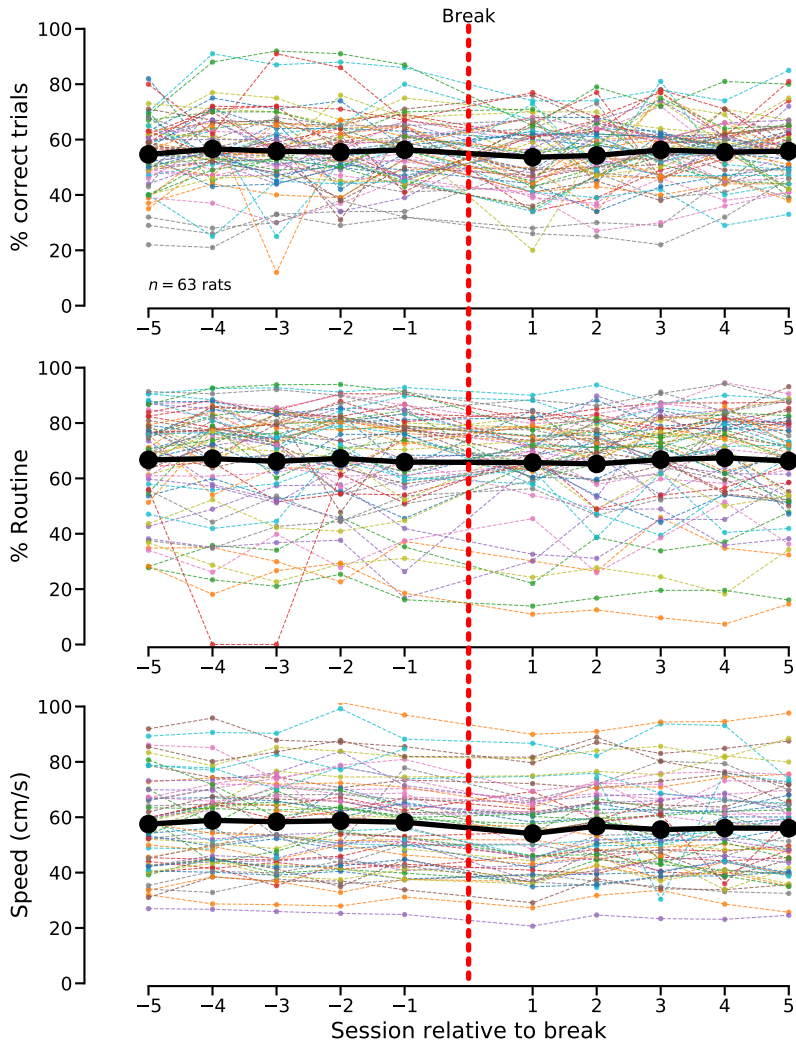 Break
100
80
60
40
20
0
% correct trials
n = 63 rats
−5 −4 −3 −2 −1 1 2 3 4 5
100
80
60
40
20
0
% Routine
−5 −4 −3 −2 −1 1 2 3 4 5
100
80
60
40
20
0
Speed (cm/s)
−5 −4 −3 −2 −1 1 2 3 4 5
Session relative to break